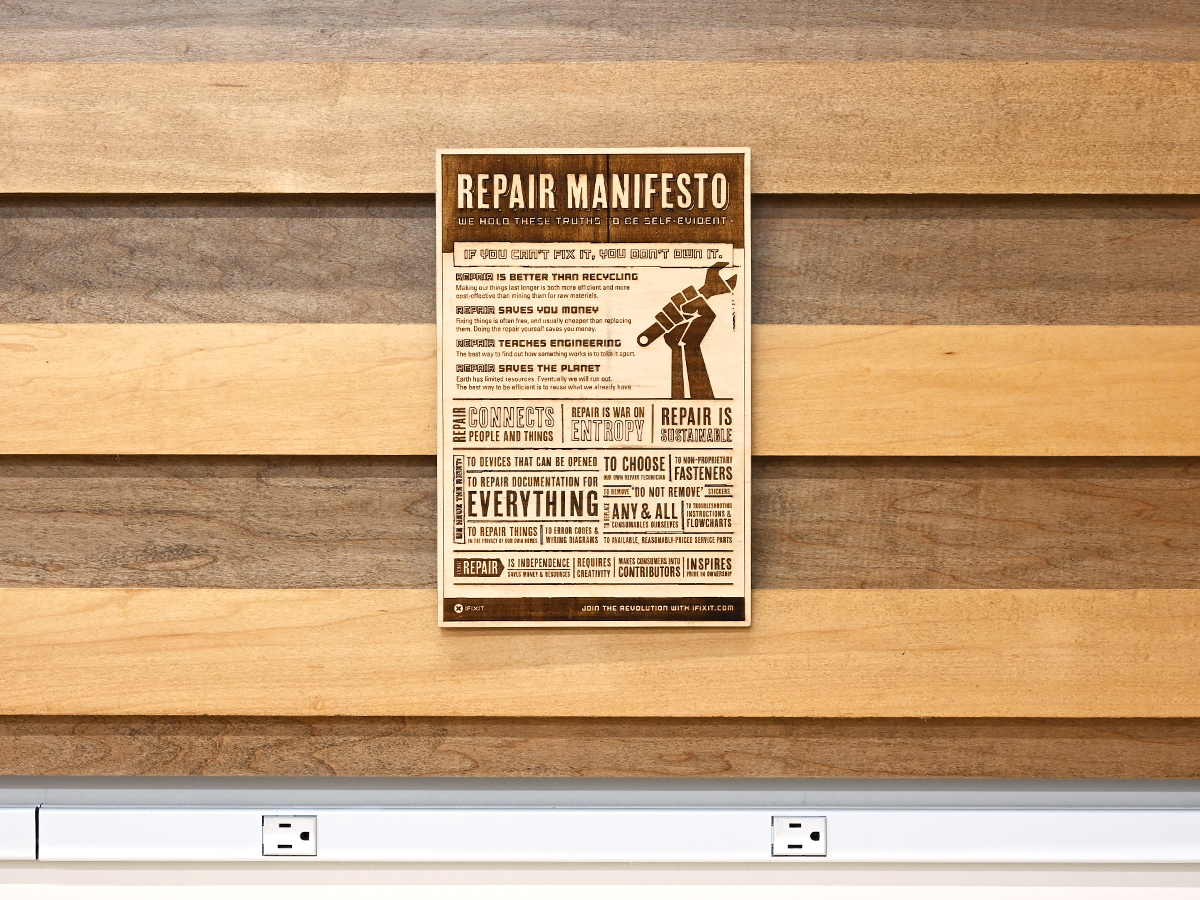 REPAIR MANIFESTO
WE HOLD THESE TRUTHS TO BE SELF-EVIDENT
IF YOU CAN'T FIX IT, YOU DON'T OWN IT.
REPAIR IS BETTER THAN RECYCLING
Making our things last longer is both more efficient and more
cost-effective than mining them for raw materials.
REPAIR SAVES YOU MONEY
Fixing things is often free, and usually cheaper than replacing
them. Doing the repair yourself saves you money.
REPAIR TEACHES ENGINEERING
The best way to find out how something works is to take it apart.
REPAIR SAVES THE PLANET
Earth has limited resources. Eventually we will run out.
The best way to be efficient is to reuse what we already have.
REPAIR
CONNECTS
PEOPLE AND THINGS
REPAIR IS WAR ON
ENTROPY
REPAIR IS
SUSTAINABLE
WE HAVE THE RIGHT:
TO DEVICES THAT CAN BE OPENED
TO REPAIR DOCUMENTATION FOR
EVERYTHING
TO REPAIR THINGS
IN THE PRIVACY OF OUR OWN HOMES
TO ERROR CODES &
WIRING DIAGRAMS
TO CHOOSE
OUR OWN REPAIR TECHNICIAN
TO NON-PROPRIETARY
FASTENERS
TO REMOVE 'DO NOT REMOVE' STICKERS
TO REPLACE
ANY & ALL
CONSUMABLES OURSELVES
TO TROUBLESHOOTING
INSTRUCTIONS &
FLOWCHARTS
TO AVAILABLE, REASONABLY-PRICED SERVICE PARTS
REPAIR
IS INDEPENDENCE
SAVES MONEY & RESOURCES
REQUIRES
CREATIVITY
MAKES CONSUMERS INTO
CONTRIBUTORS
INSPIRES
PRIDE IN OWNERSHIP
IFIXIT
JOIN THE REVOLUTION WITH IFIXIT.COM